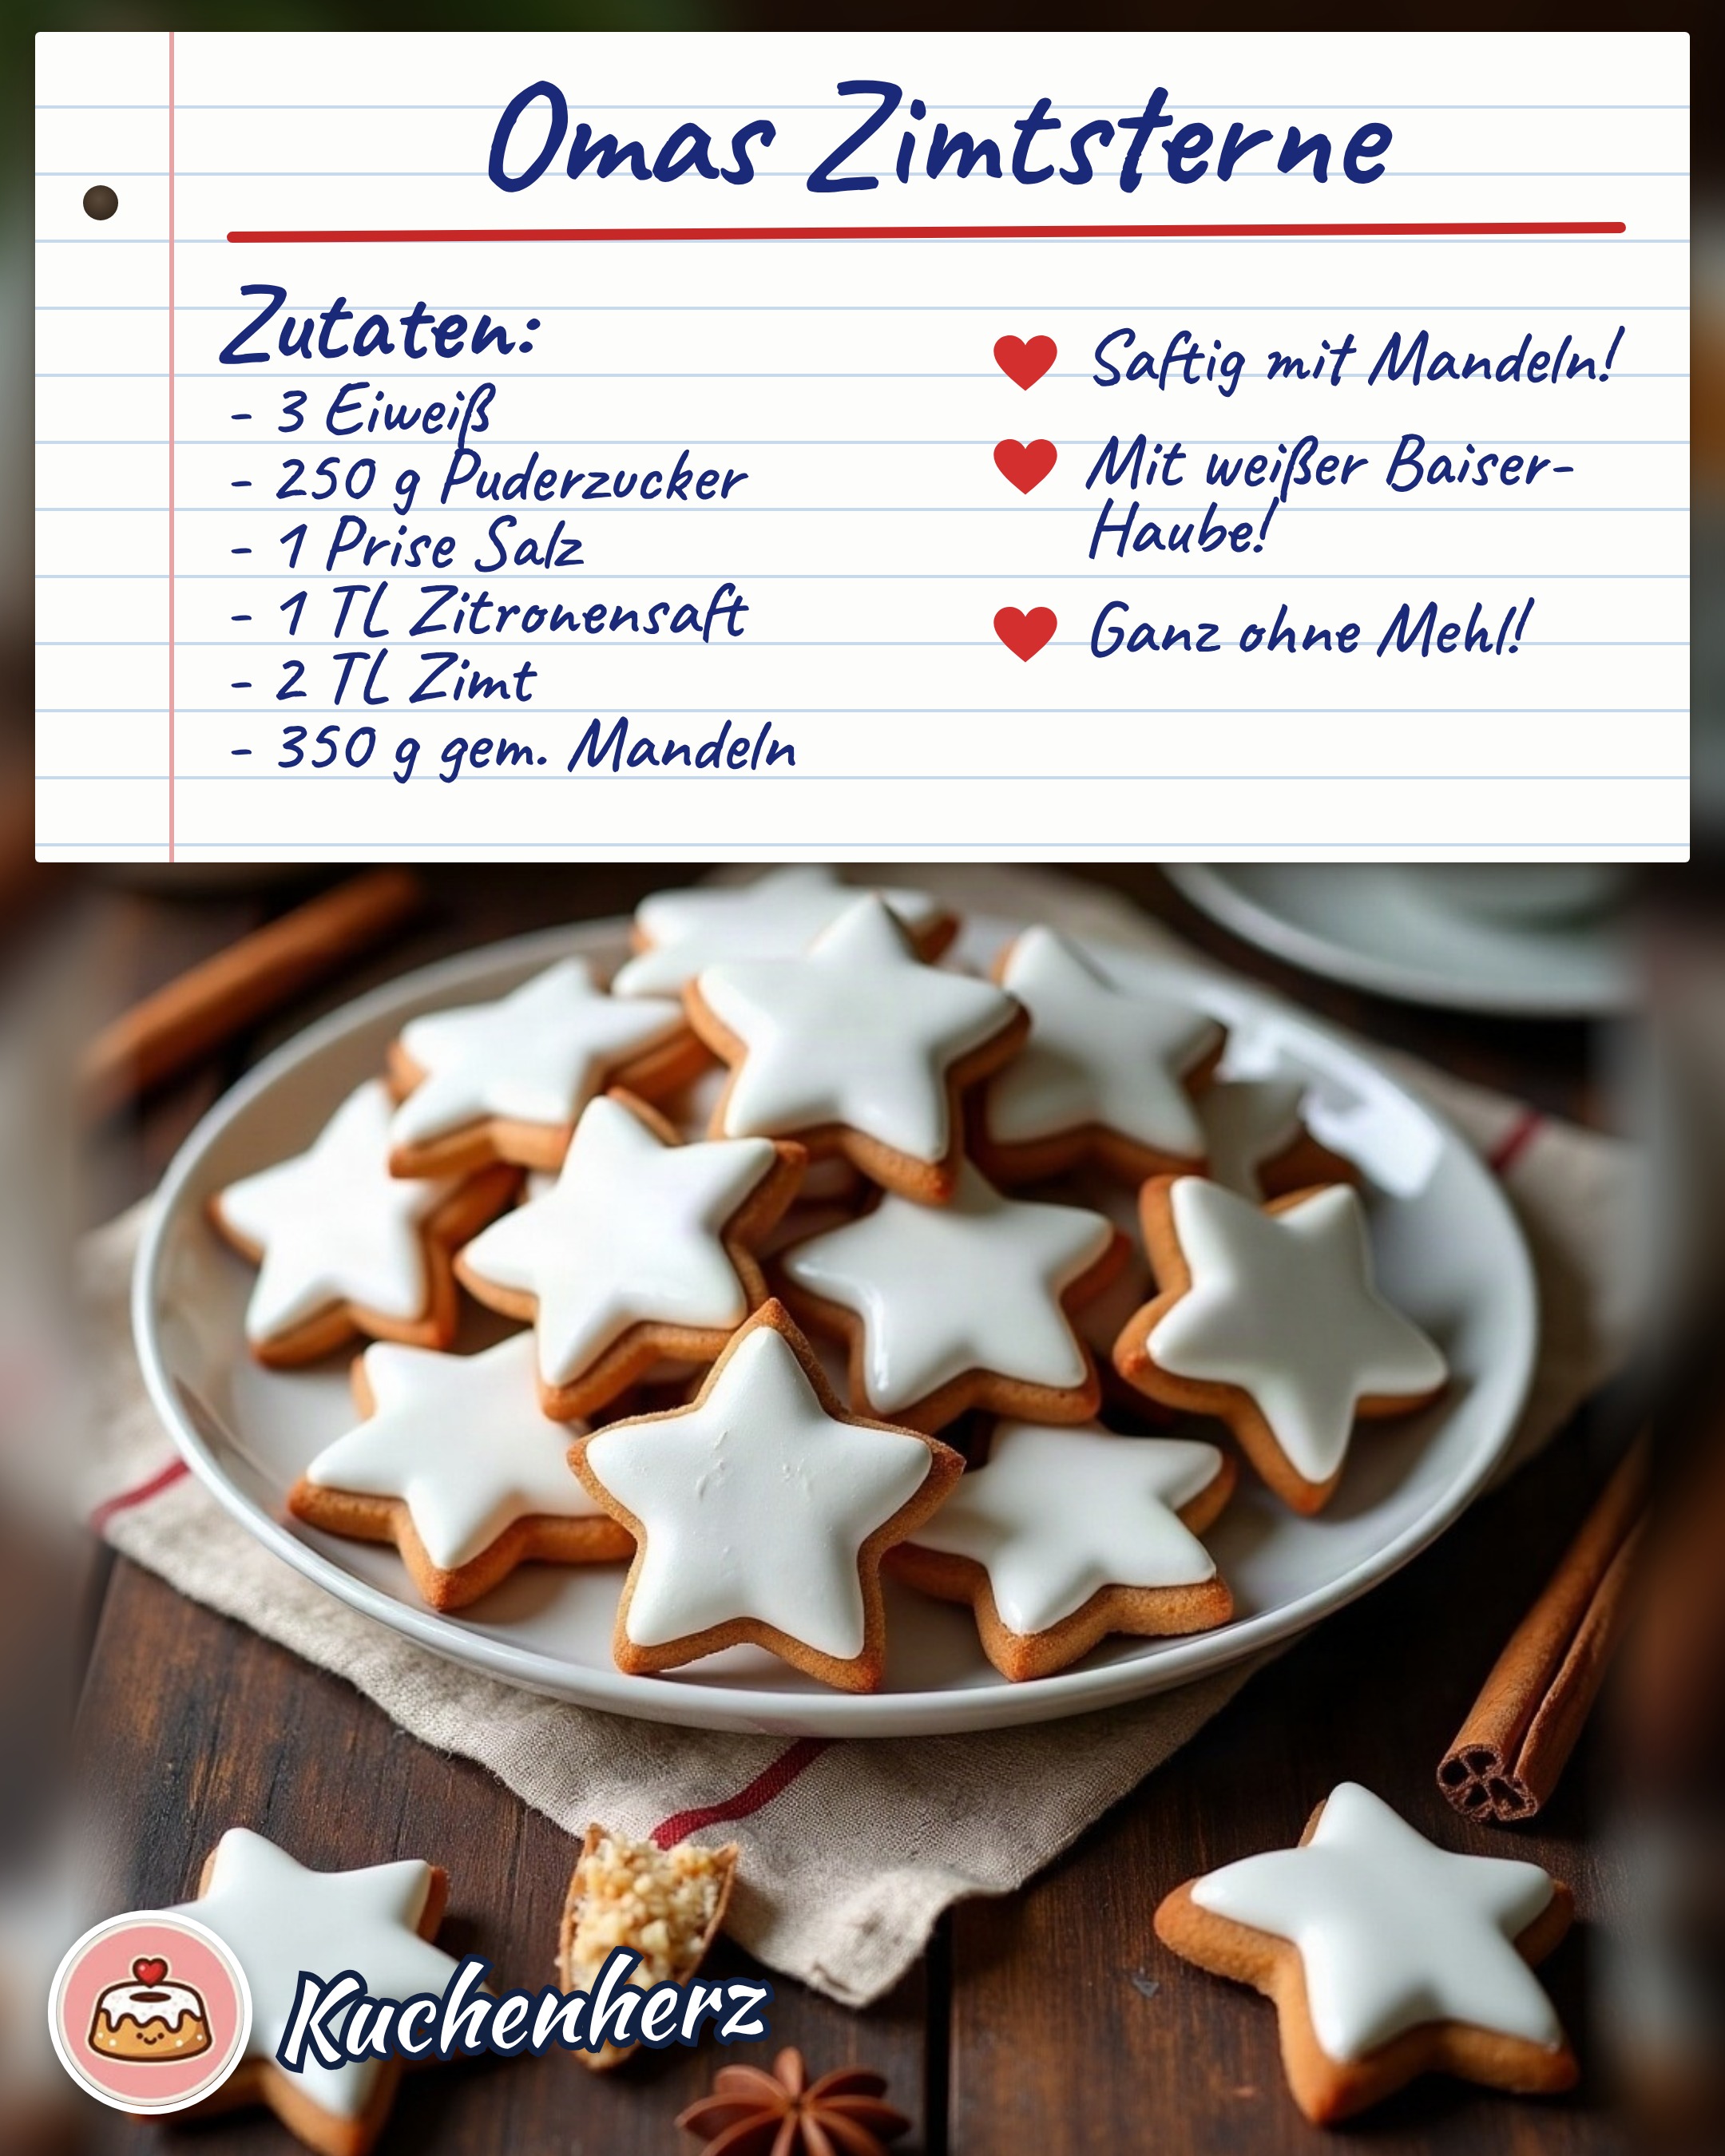 Omas Zimtsterne
Zutaten:
- 3 Eiweiß
- 250 g Puderzucker
- 1 Prise Salz
- 1 TL Zitronensaft
- 2 TL Zimt
- 350 g gem. Mandeln
Saftig mit Mandeln!
Mit weißer Baiser-
Haube!
Ganz ohne Mehl!
Kuchenherz